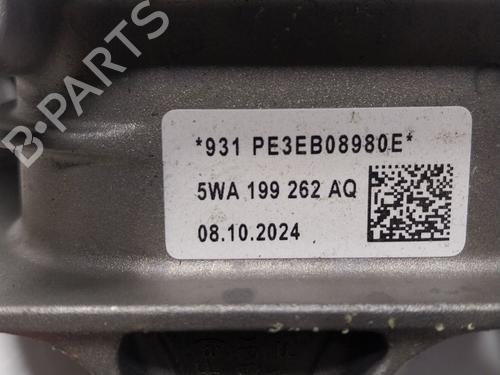 B-PARTS
*931 PE3EB08980E*
5WA 199 262 AQ
08.10.2024